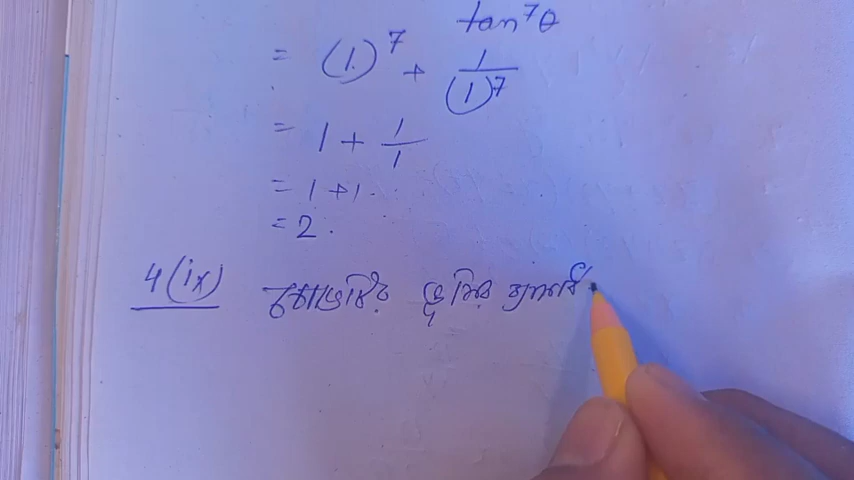 tan⁷θ
= (1)⁷ + 1/(1)⁷
= 1 + 1/1
= 1 + 1.
= 2.
4(ix) ভূমির ব্যাসার্ধ